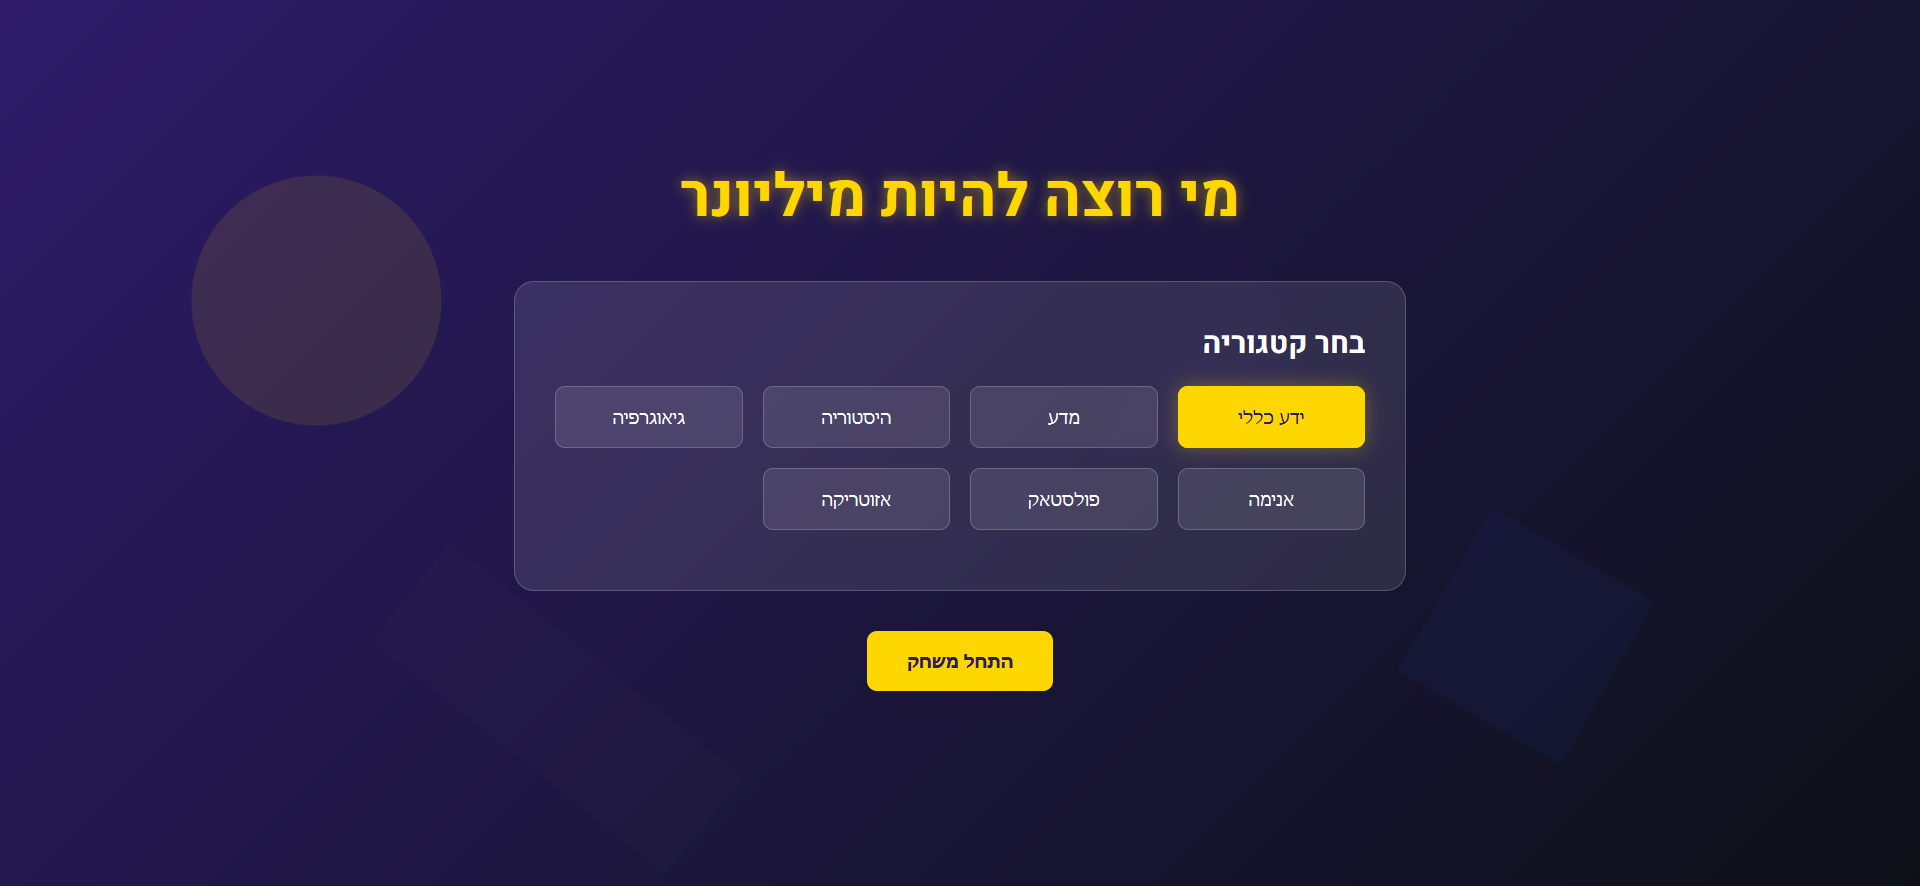 מי רוצה להיות מיליונר
בחר קטגוריה
ידע כללי
מדע
היסטוריה
גיאוגרפיה
אנימה
פולסטאק
אזוטריקה
התחל משחק